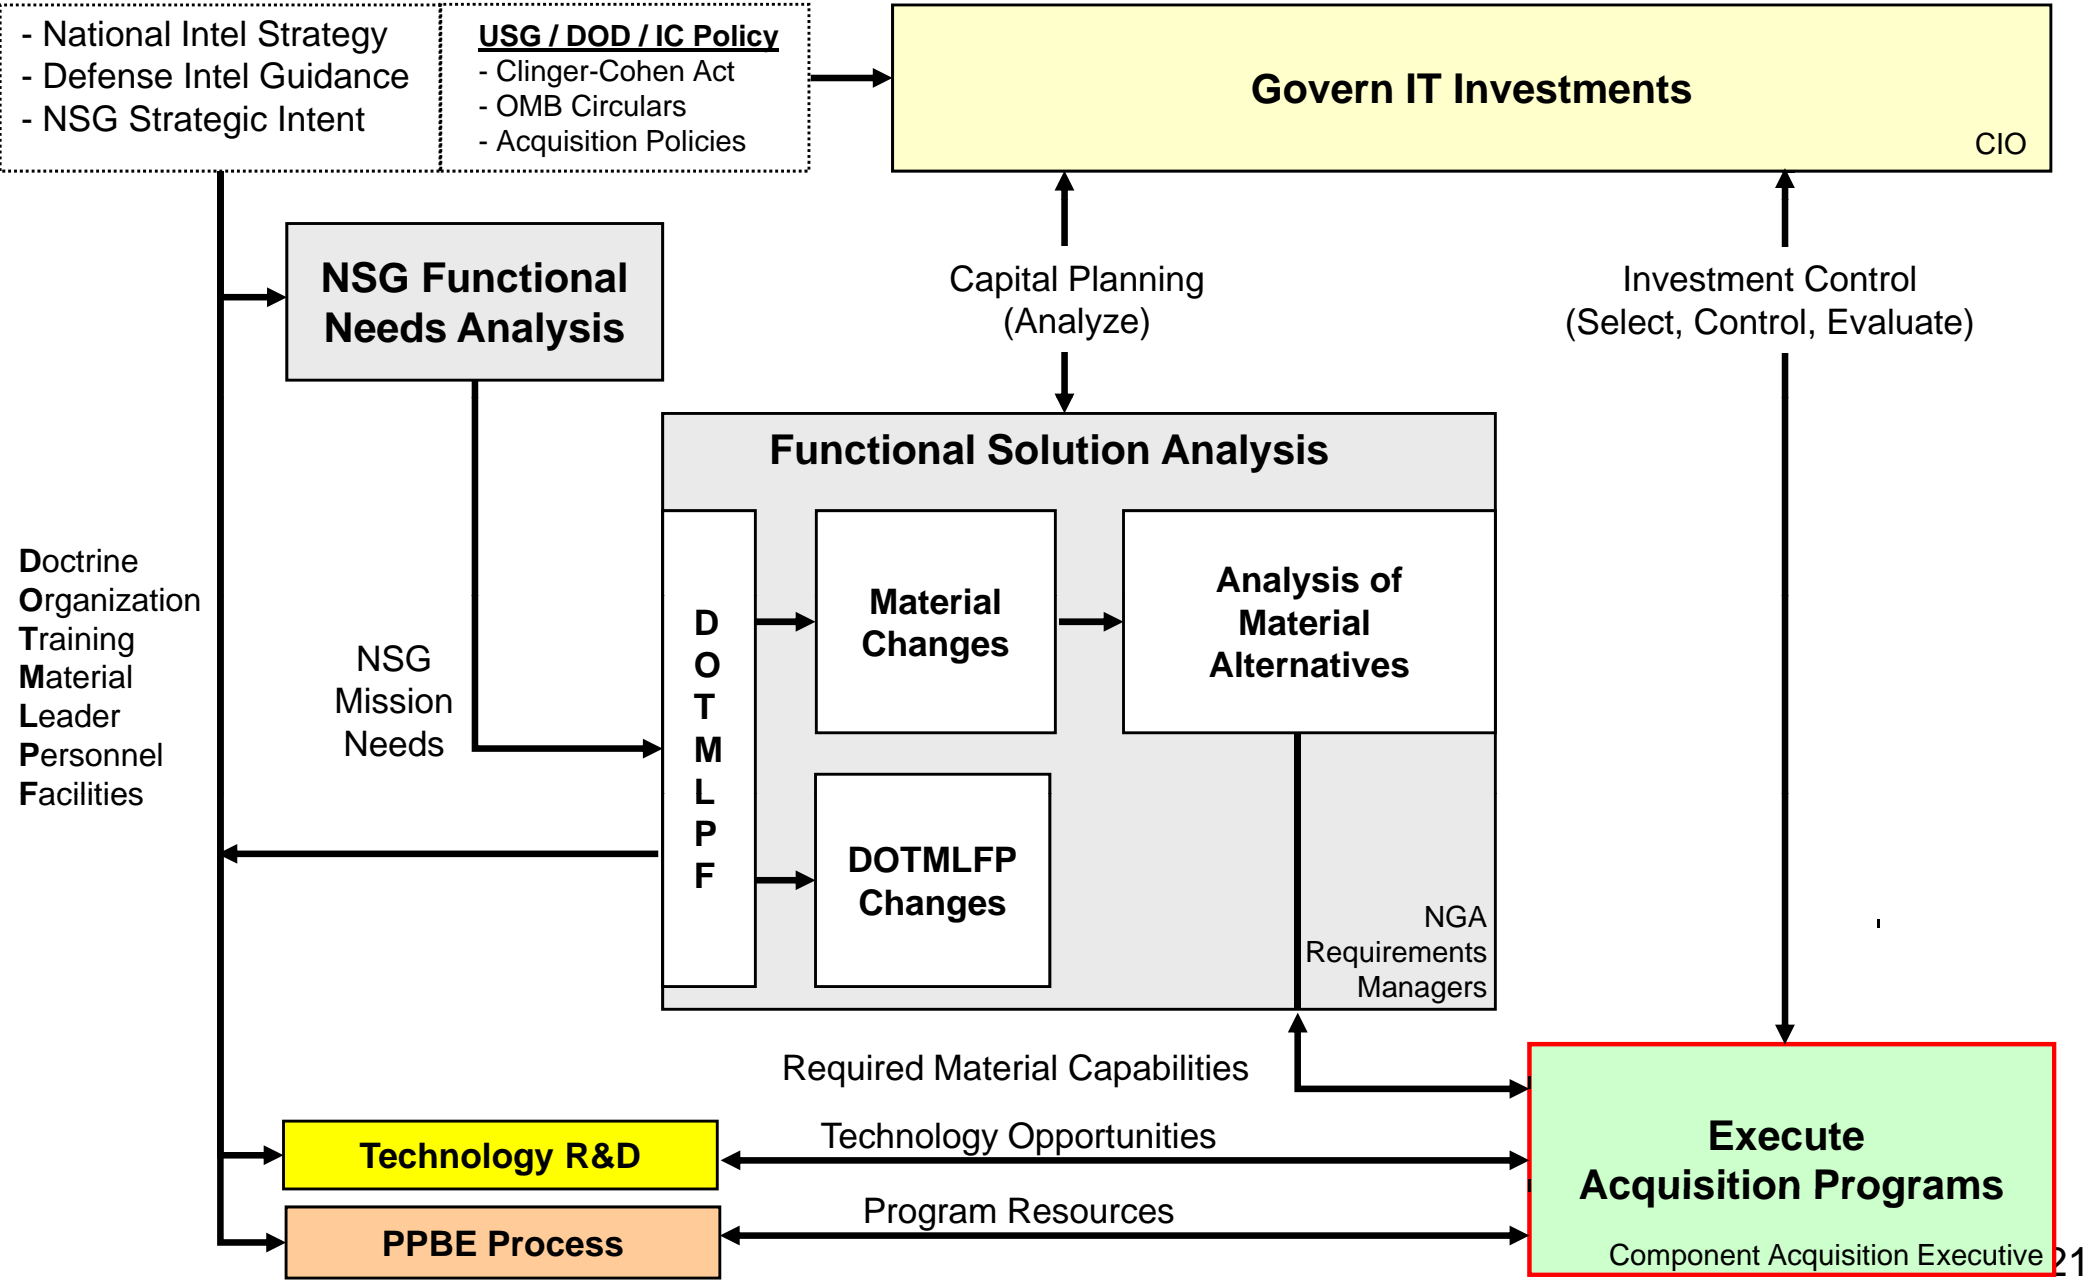 - National Intel Strategy
- Defense Intel Guidance
- NSG Strategic Intent
USG / DOD / IC Policy
- Clinger-Cohen Act
- OMB Circulars
- Acquisition Policies
Govern IT Investments
CIO
NSG Functional
Needs Analysis
Capital Planning
(Analyze)
Investment Control
(Select, Control, Evaluate)
Functional Solution Analysis
Doctrine
Organization
Training
Material
Leader
Personnel
Facilities
NSG
Mission
Needs
D
O
T
M
L
P
F
Material
Changes
Analysis of
Material
Alternatives
DOTMLFP
Changes
NGA
Requirements
Managers
Required Material Capabilities
Technology R&D
Technology Opportunities
PPBE Process
Program Resources
Execute
Acquisition Programs
Component Acquisition Executive
21